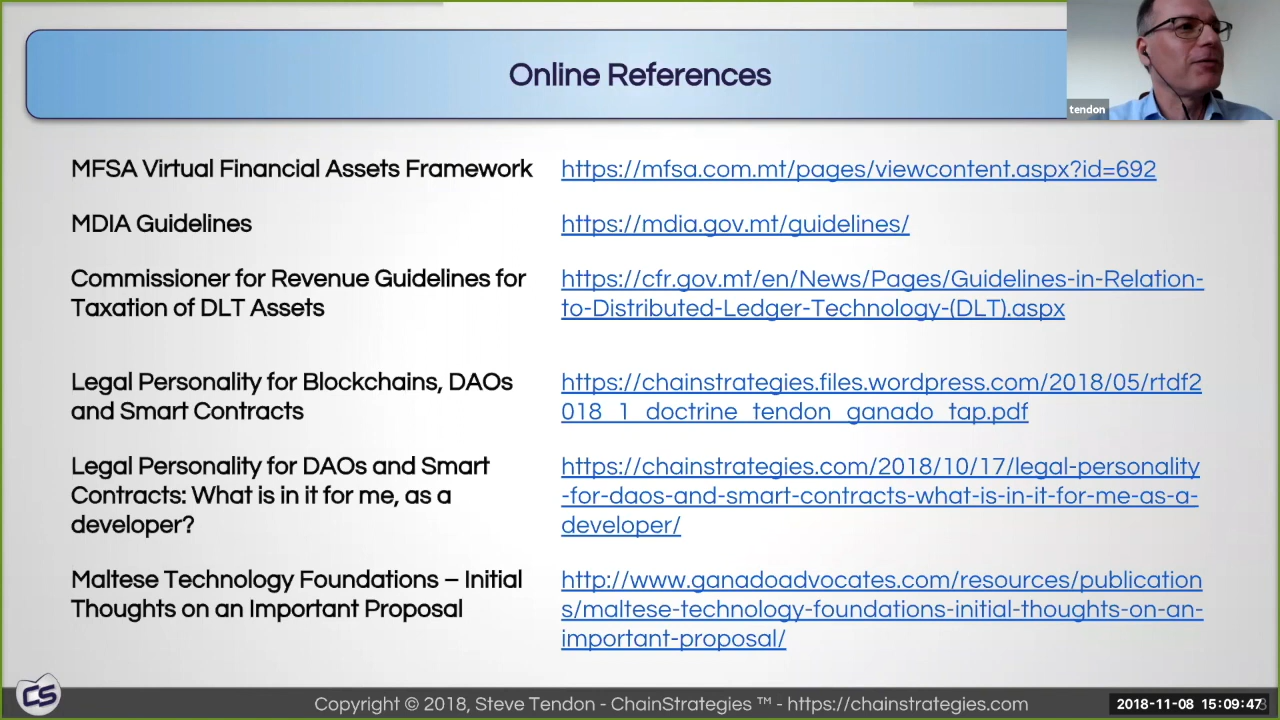 Online References
tendon
MFSA Virtual Financial Assets Framework
https://mfsa.com.mt/pages/viewcontent.aspx?id=692
MDIA Guidelines
https://mdia.gov.mt/guidelines/
Commissioner for Revenue Guidelines for
Taxation of DLT Assets
https://cfr.gov.mt/en/News/Pages/Guidelines-in-Relation-
to-Distributed-Ledger-Technology-(DLT).aspx
Legal Personality for Blockchains, DAOs
and Smart Contracts
https://chainstrategies.files.wordpress.com/2018/05/rtdf2
018_1_doctrine_tendon_ganado_tap.pdf
Legal Personality for DAOs and Smart
Contracts: What is in it for me, as a
developer?
https://chainstrategies.com/2018/10/17/legal-personality
-for-daos-and-smart-contracts-what-is-in-it-for-me-as-a-
developer/
Maltese Technology Foundations – Initial
Thoughts on an Important Proposal
http://www.ganadoadvocates.com/resources/publication
s/maltese-technology-foundations-initial-thoughts-on-an-
important-proposal/
CS
Copyright © 2018, Steve Tendon - ChainStrategies ™ - https://chainstrategies.com
2018-11-08 15:09:47